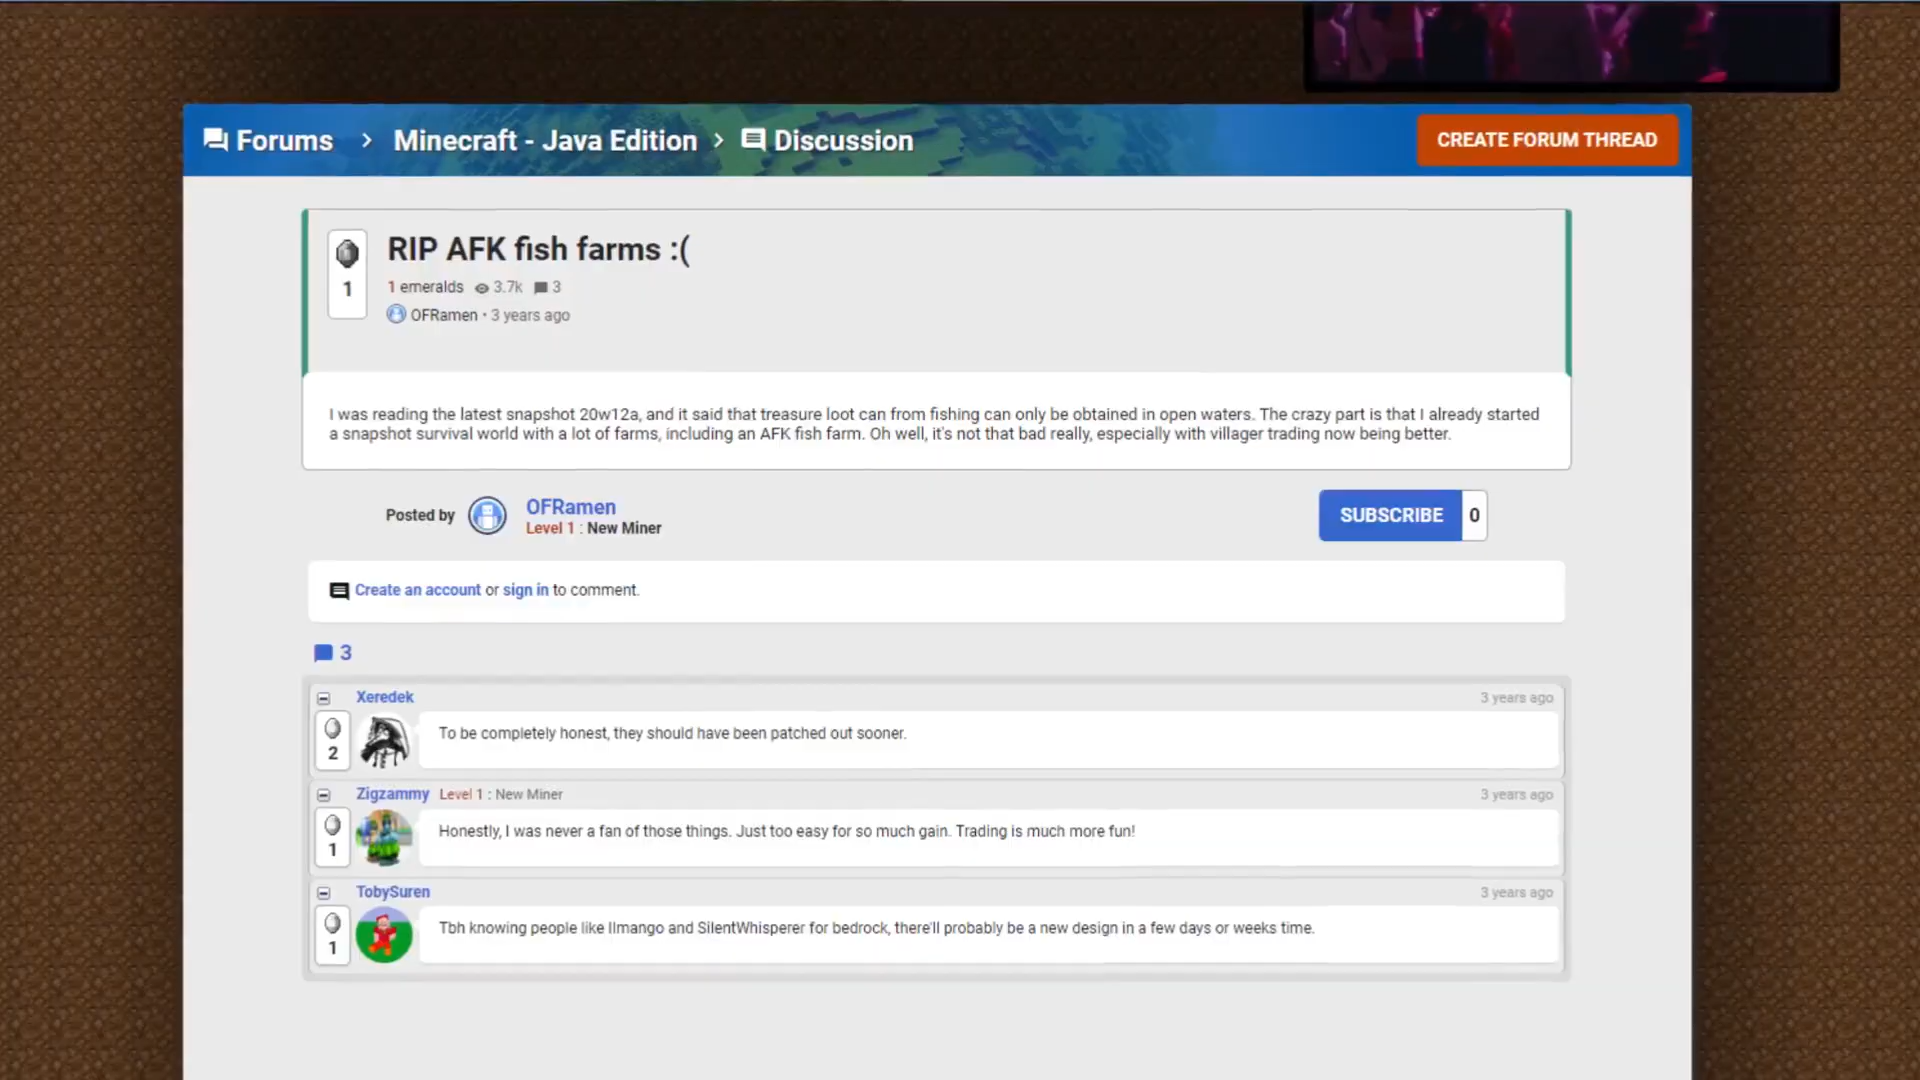 Forums > Minecraft - Java Edition > Discussion
CREATE FORUM THREAD
RIP AFK fish farms :(
1
1 emeralds 3.7k 3
OFRamen • 3 years ago
I was reading the latest snapshot 20w12a, and it said that treasure loot can from fishing can only be obtained in open waters. The crazy part is that I already started
a snapshot survival world with a lot of farms, including an AFK fish farm. Oh well, it's not that bad really, especially with villager trading now being better.
Posted by
OFRamen
Level 1 : New Miner
SUBSCRIBE 0
Create an account or sign in to comment.
3
Xeredek 3 years ago
2
To be completely honest, they should have been patched out sooner.
Zigzammy Level 1 : New Miner 3 years ago
1
Honestly, I was never a fan of those things. Just too easy for so much gain. Trading is much more fun!
TobySuren 3 years ago
1
Tbh knowing people like Ilmango and SilentWhisperer for bedrock, there'll probably be a new design in a few days or weeks time.